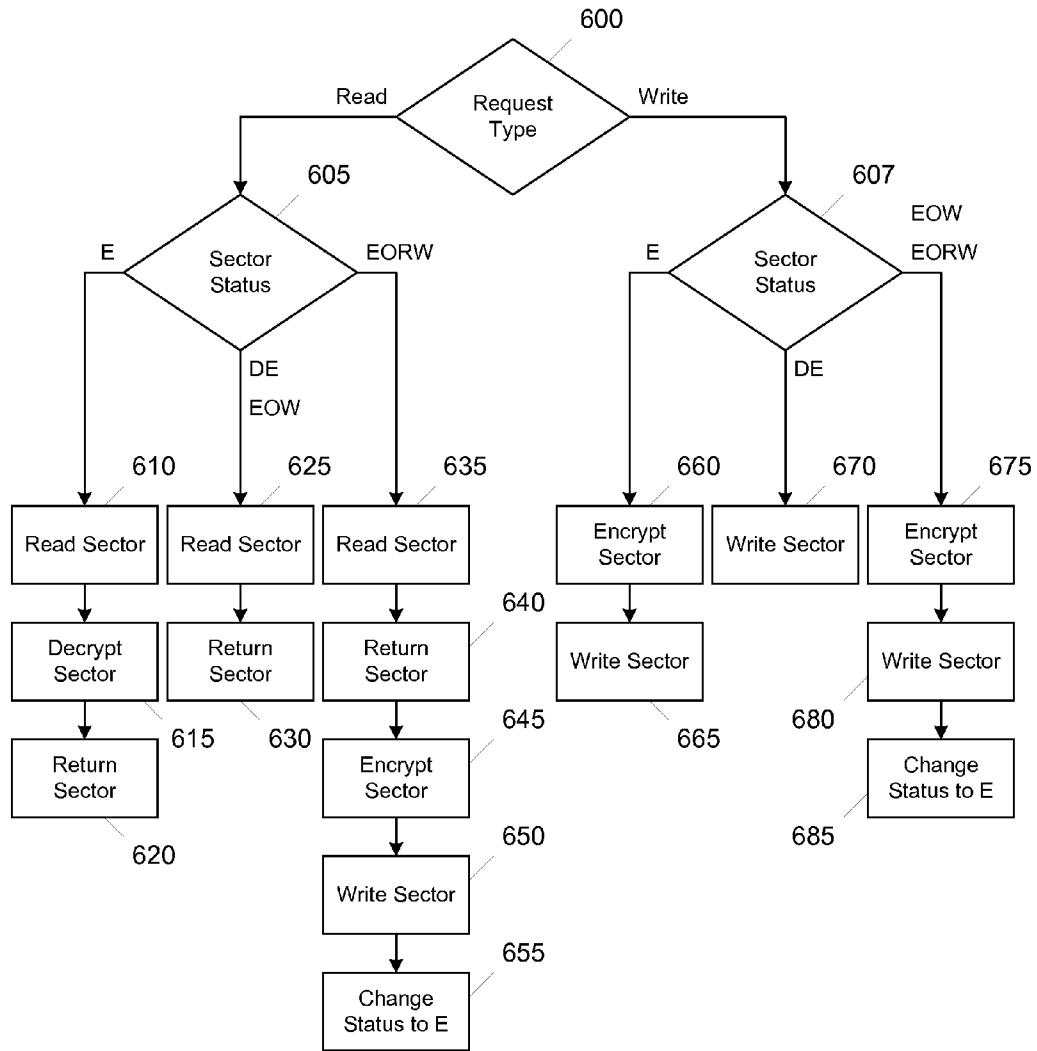 600
Read
Request
Type
Write
605
607
E
Sector
Status
EORW
E
Sector
Status
EOW
EORW
DE
EOW
DE
610
625
635
660
670
675
Read Sector
Read Sector
Read Sector
Encrypt
Sector
Write Sector
Encrypt
Sector
640
Decrypt
Sector
Return
Sector
Return
Sector
Write Sector
Write Sector
615
630
645
665
680
Return
Sector
Encrypt
Sector
Change
Status to E
620
650
685
Write Sector
655
Change
Status to E